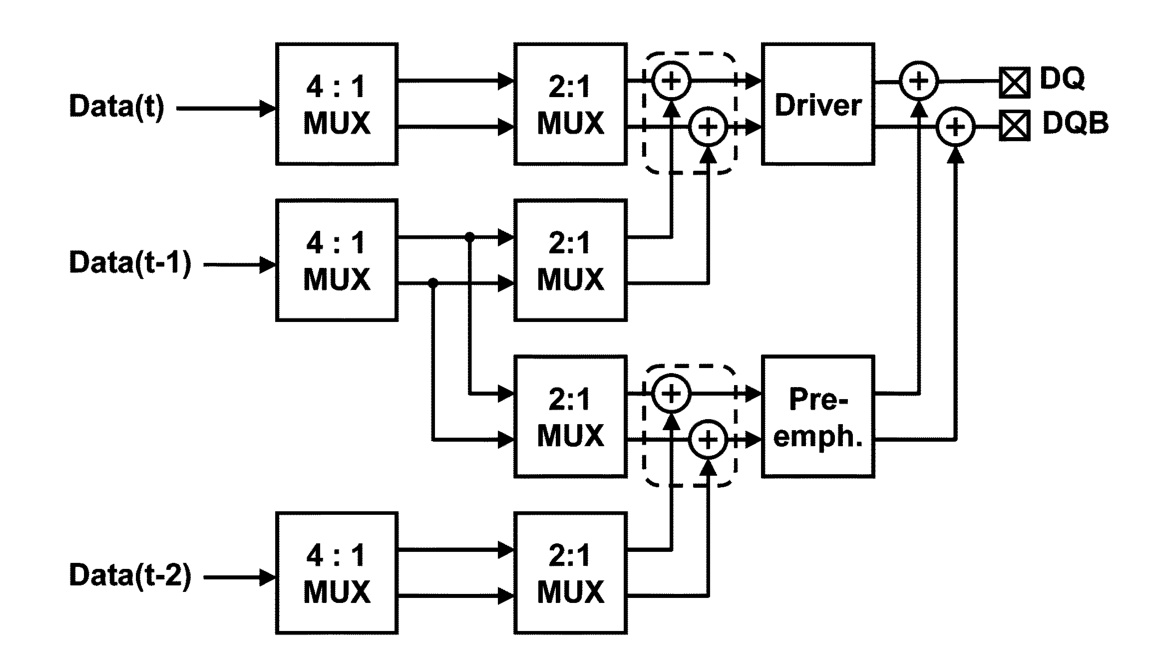 Data(t)
4 : 1
MUX
2:1
MUX
+
+
Driver
+
+
DQ
DQB
Data(t-1)
4 : 1
MUX
2:1
MUX
2:1
MUX
+
+
Pre-
emph.
Data(t-2)
4 : 1
MUX
2:1
MUX